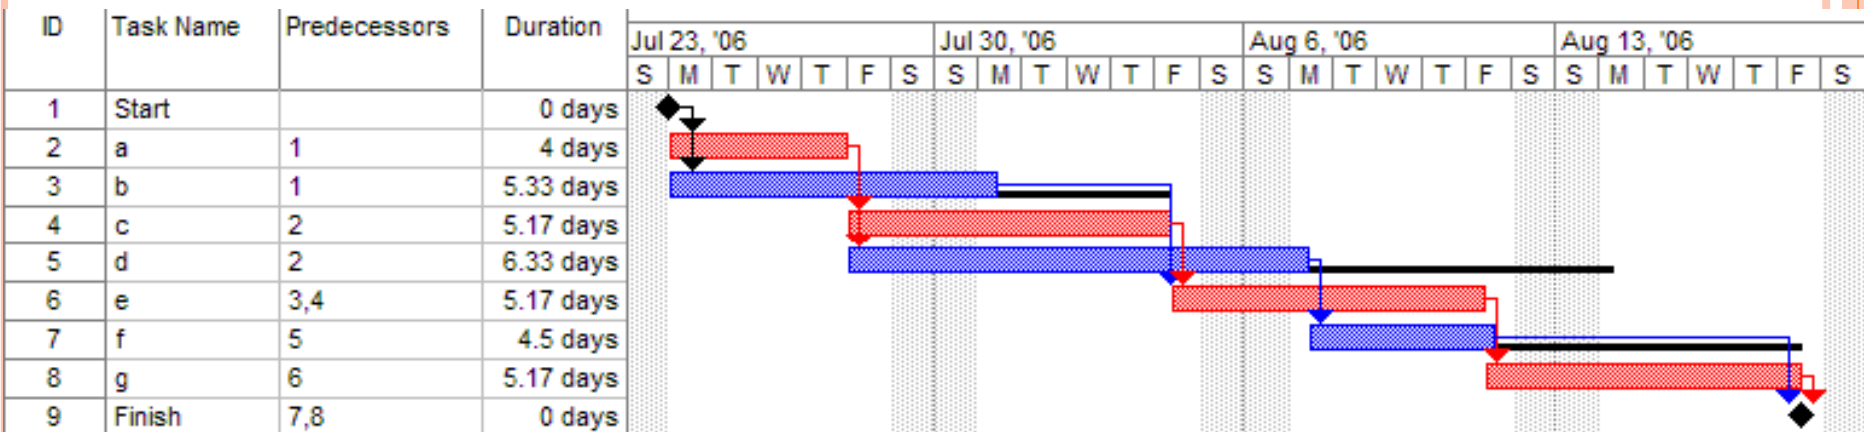 ID Task Name Predecessors Duration
Jul 23, '06 Jul 30, '06 Aug 6, '06 Aug 13, '06
S M T W T F S S M T W T F S S M T W T F S S M T W T F S
1 Start 0 days
2 a 1 4 days
3 b 1 5.33 days
4 c 2 5.17 days
5 d 2 6.33 days
6 e 3,4 5.17 days
7 f 5 4.5 days
8 g 6 5.17 days
9 Finish 7,8 0 days